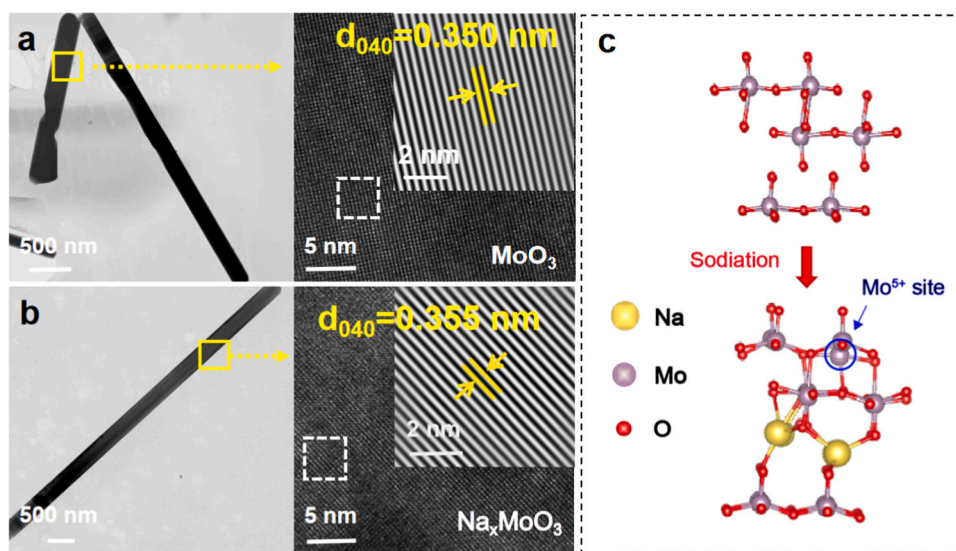 a
d₀₄₀=0.350 nm
2 nm
500 nm
5 nm
MoO₃
b
d₀₄₀=0.355 nm
2 nm
500 nm
5 nm
NaₓMoO₃
c
Sodiation
Mo⁵⁺ site
Na
Mo
O